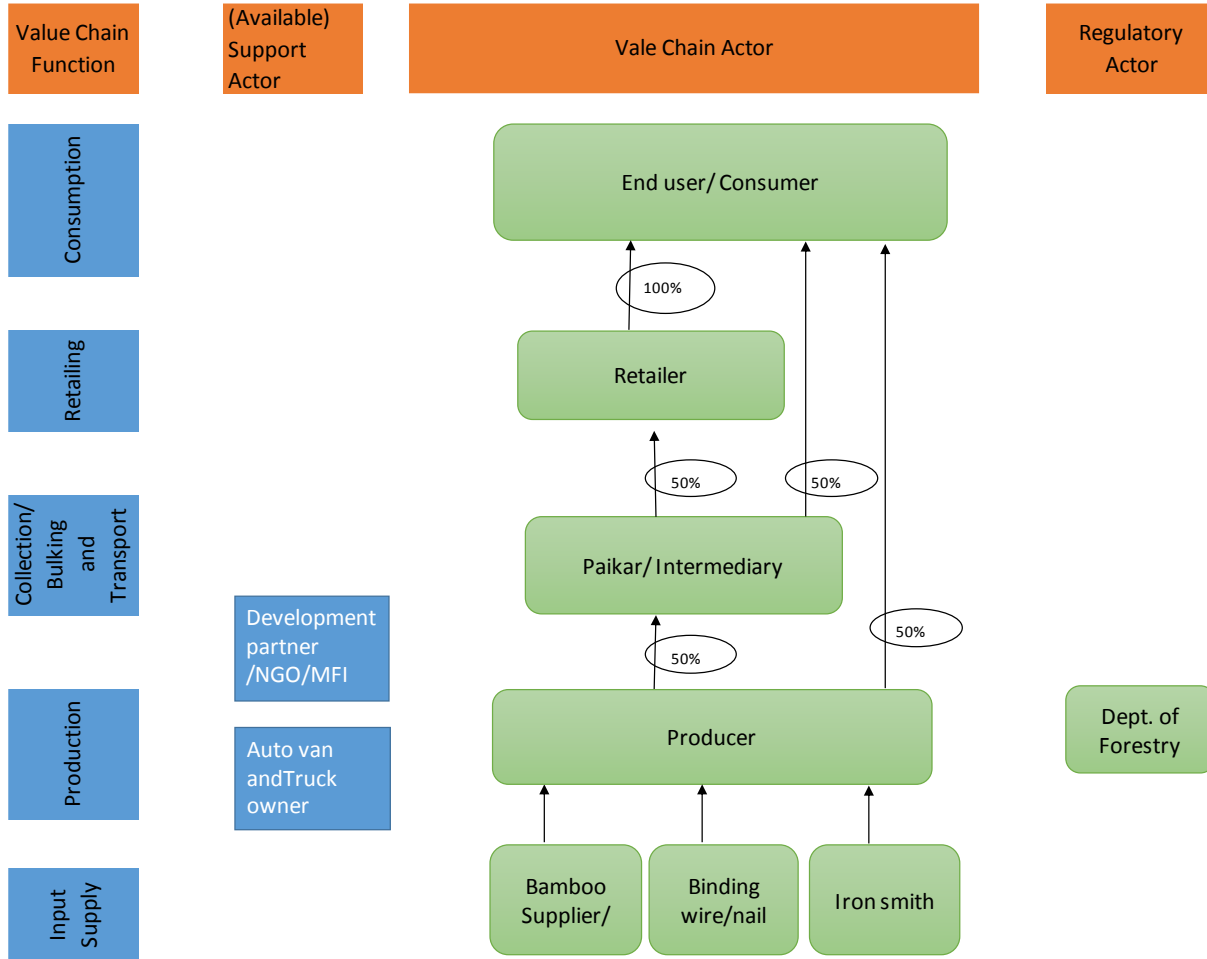 Value Chain
Function
(Available)
Support
Actor
Vale Chain Actor
Regulatory
Actor
Consumption
End user/ Consumer
100%
Retailing
Retailer
50%
50%
Collection/
Bulking
and
Transport
Paikar/ Intermediary
Development
partner
/NGO/MFI
50%
50%
Production
Auto van
andTruck
owner
Producer
Dept. of
Forestry
Input
Supply
Bamboo
Supplier/
Binding
wire/nail
Iron smith